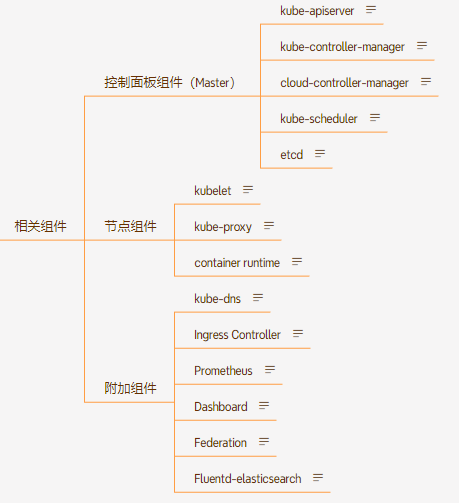 相关组件
控制面板组件（Master）
kube-apiserver
kube-controller-manager
cloud-controller-manager
kube-scheduler
etcd
节点组件
kubelet
kube-proxy
container runtime
附加组件
kube-dns
Ingress Controller
Prometheus
Dashboard
Federation
Fluentd-elasticsearch